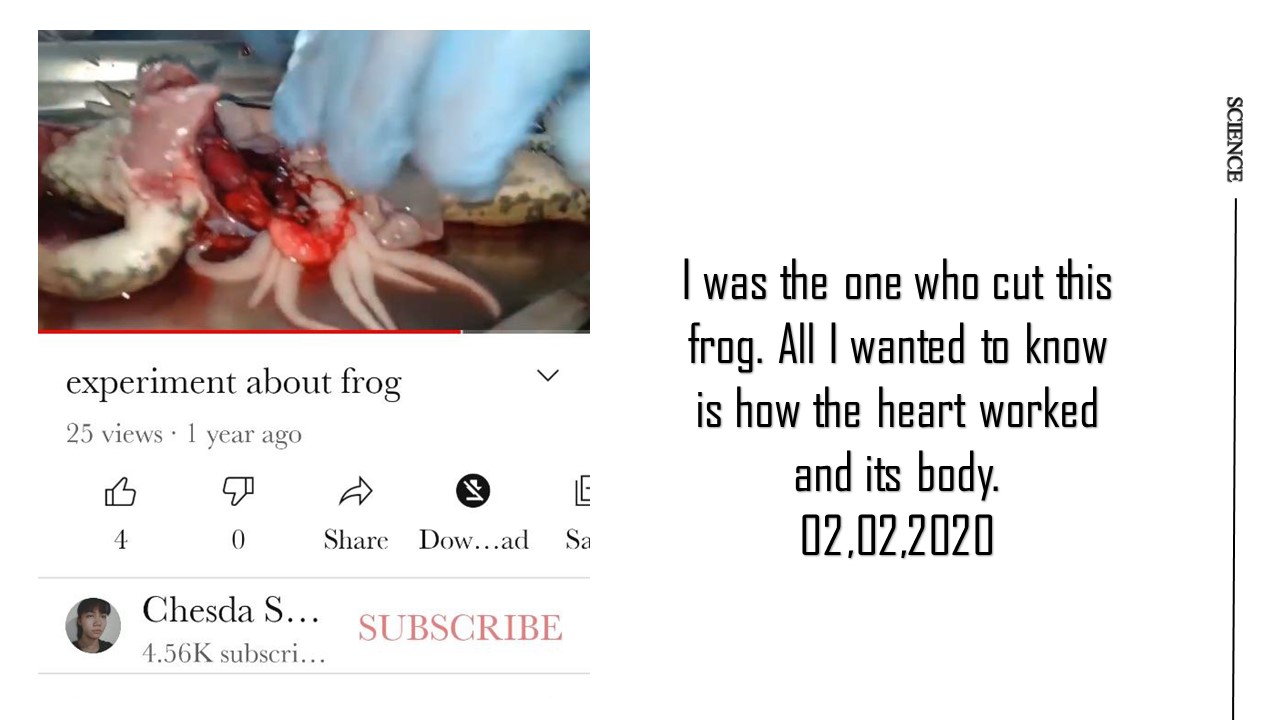 experiment about frog
25 views · 1 year ago
4
0
Share
Dow…ad
Sa
Chesda S…
4.56K subscri…
SUBSCRIBE
I was the one who cut this
frog. All I wanted to know
is how the heart worked
and its body.
02,02,2020
SCIENCE